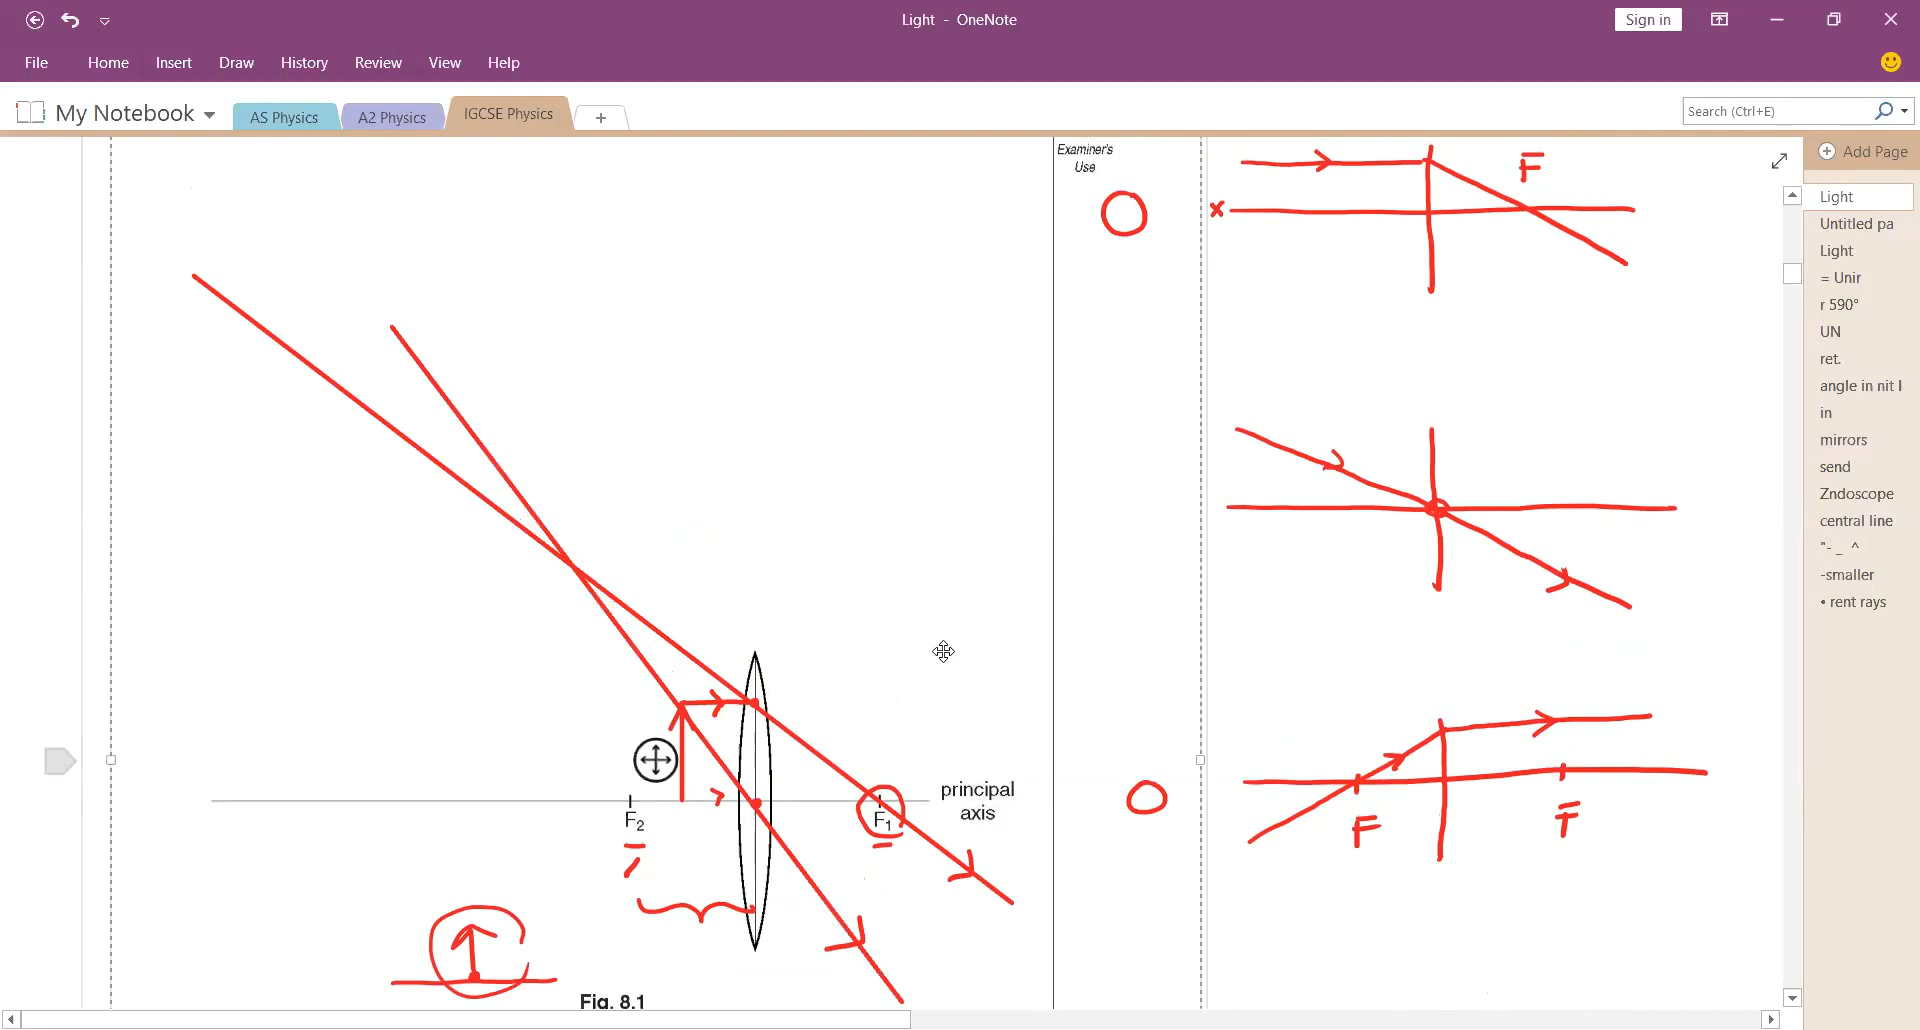 Light - OneNote
Sign in
File Home Insert Draw History Review View Help
My Notebook
AS Physics
A2 Physics
IGCSE Physics
+
Search (Ctrl+E)
Add Page
Examiner's
Use
F
x
Light
Untitled pa
Light
= Unir
r 590°
UN
ret.
angle in nit I
in
mirrors
send
Zndoscope
central line
"- _ ^
-smaller
• rent rays
principal
axis
F₂
F₁
F
F
Fig. 8.1